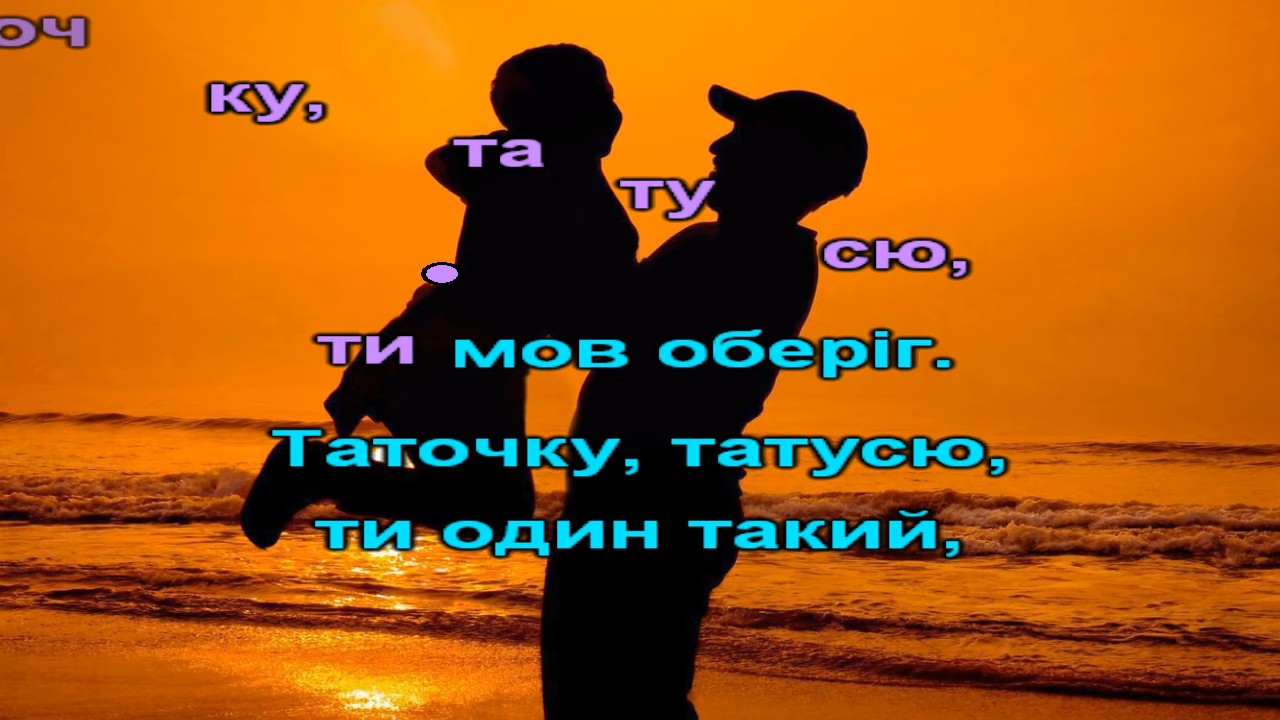 оч
ку,
та
ту
сю,
ти мов оберіг.
Таточку, татусю,
ти один такий,